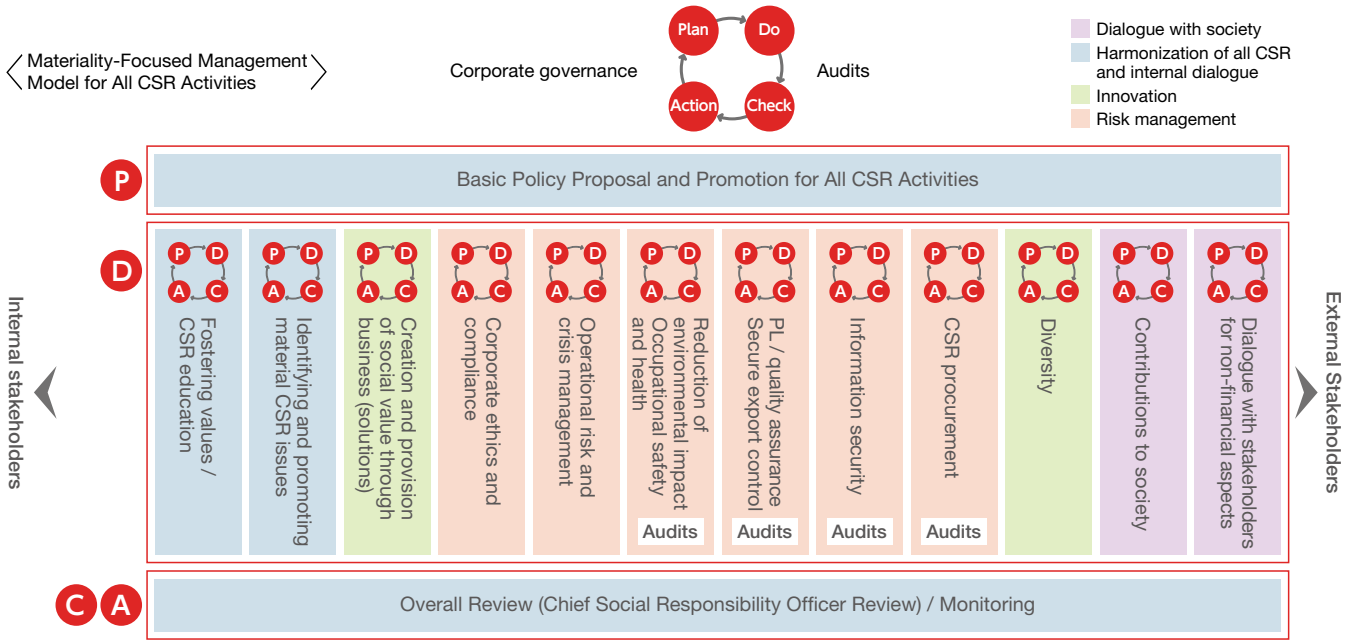 Materiality-Focused Management
Model for All CSR Activities
Corporate governance
Plan
Do
Action
Check
Audits
Dialogue with society
Harmonization of all CSR
and internal dialogue
Innovation
Risk management
P
Basic Policy Proposal and Promotion for All CSR Activities
D
Internal stakeholders
P
D
A
C
Fostering values /
CSR education
P
D
A
C
Identifying and promoting
material CSR issues
P
D
A
C
Creation and provision
of social value through
business (solutions)
P
D
A
C
Corporate ethics and
compliance
P
D
A
C
Operational risk and
crisis management
P
D
A
C
Reduction of
environmental impact
Occupational safety
and health
Audits
P
D
A
C
PL / quality assurance
Secure export control
Audits
P
D
A
C
Information security
Audits
P
D
A
C
CSR procurement
Audits
P
D
A
C
Diversity
P
D
A
C
Contributions to society
P
D
A
C
Dialogue with stakeholders
for non-financial aspects
External Stakeholders
C
A
Overall Review (Chief Social Responsibility Officer Review) / Monitoring